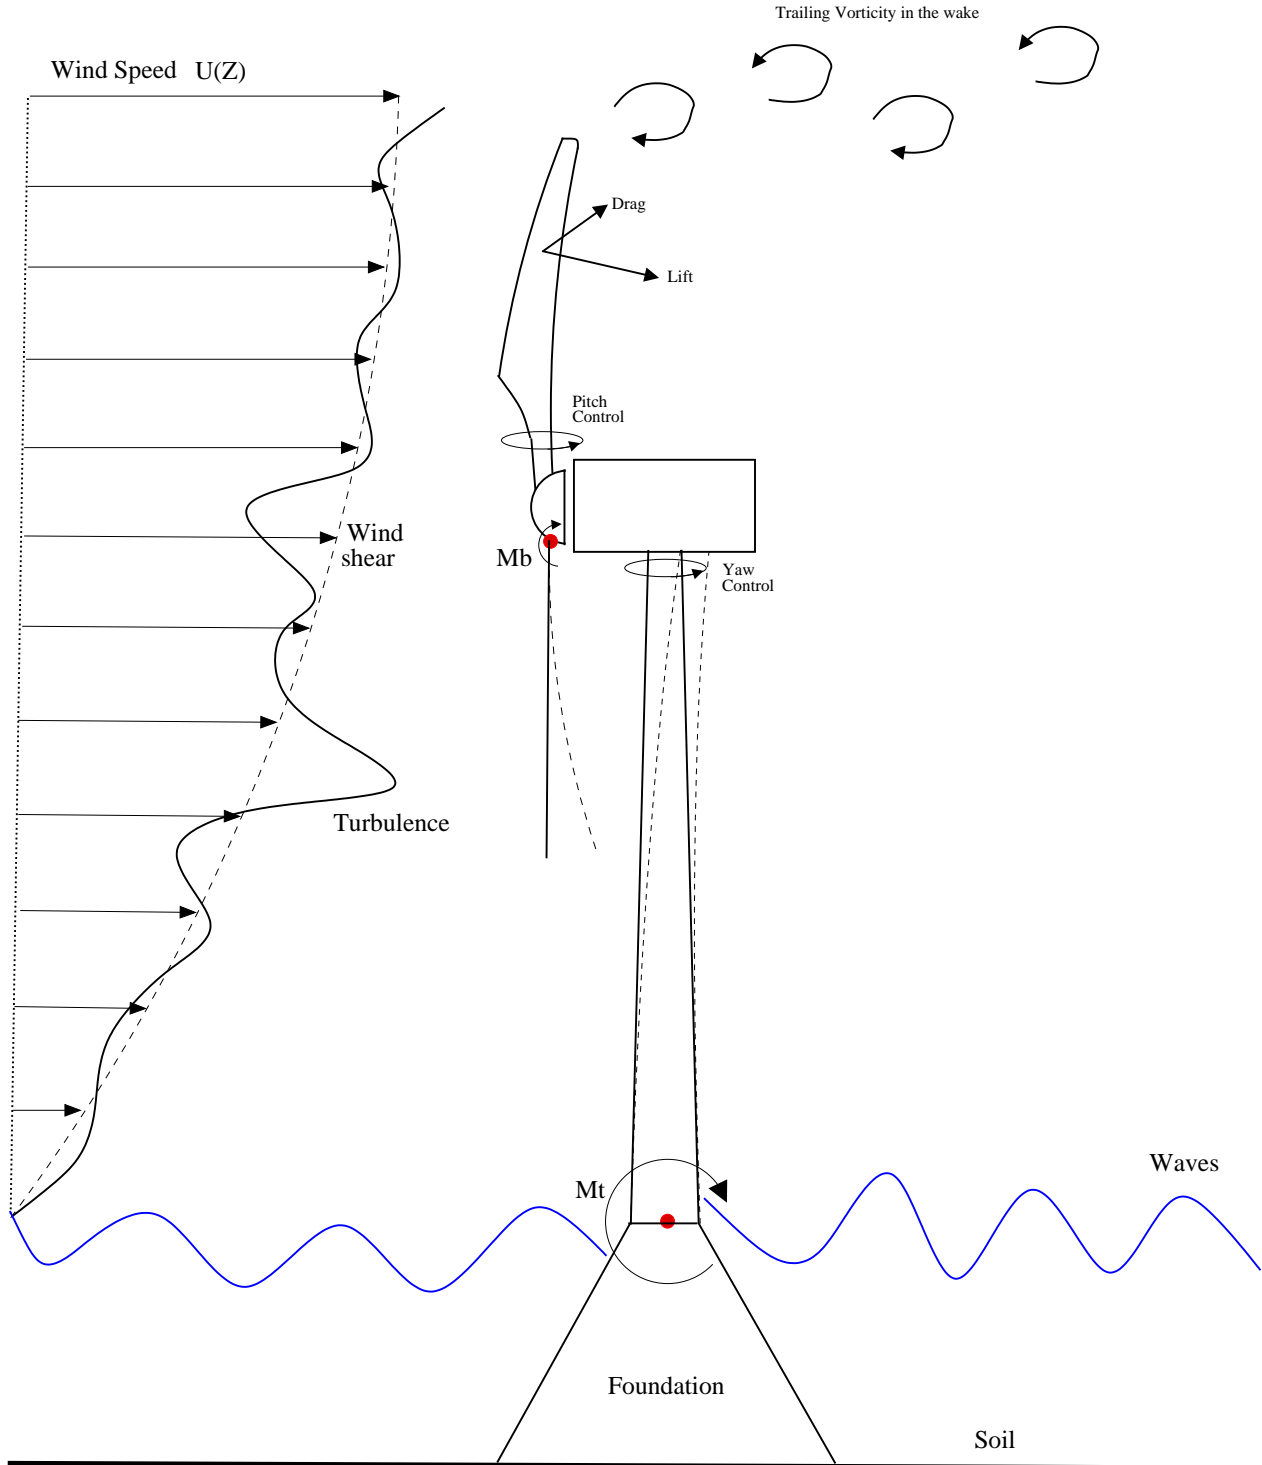 Trailing Vorticity in the wake
Wind Speed U(Z)
Drag
Lift
Pitch
Control
Wind
shear
Mb
Yaw
Control
Turbulence
Waves
Mt
Foundation
Soil